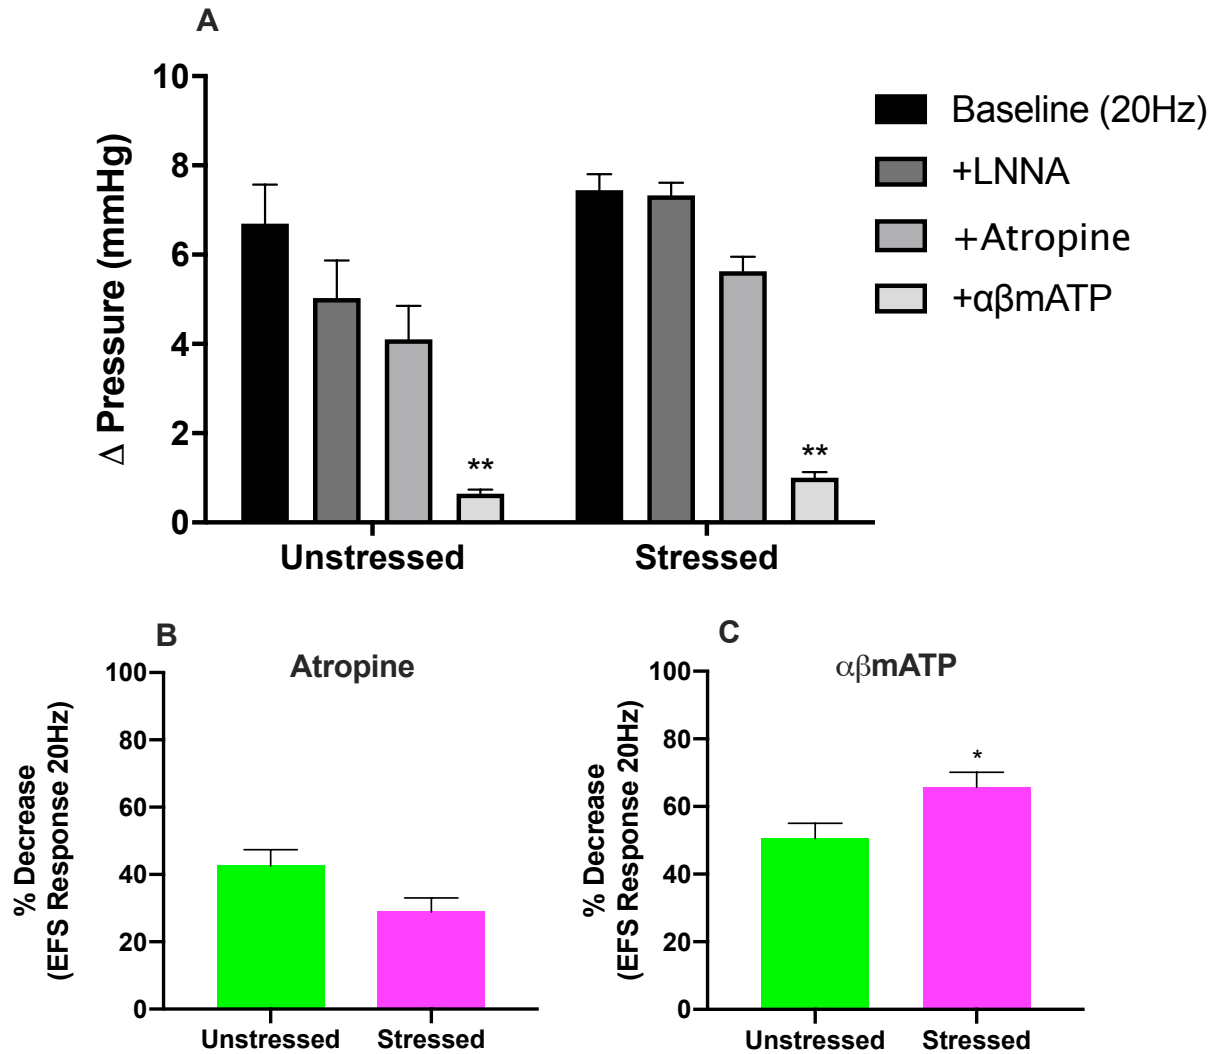 A
Δ Pressure (mmHg)
10
8
6
4
2
0
**
**
Unstressed
Stressed
Baseline (20Hz)
+LNNA
+Atropine
+αβmATP
B
Atropine
% Decrease
(EFS Response 20Hz)
100
80
60
40
20
0
Unstressed
Stressed
C
αβmATP
% Decrease
(EFS Response 20Hz)
100
80
60
40
20
0
*
Unstressed
Stressed